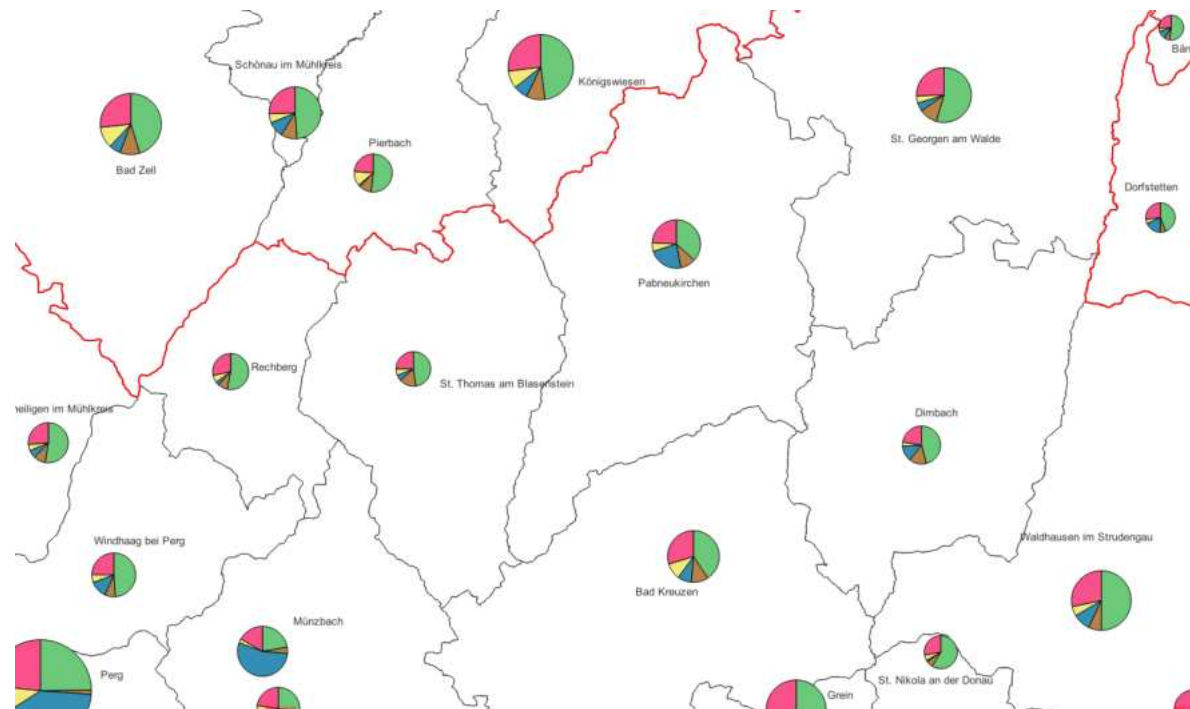 Bär
Schönau im Mühlkreis
Königswiesen
St. Georgen am Walde
Pierbach
Bad Zell
Dorfstetten
Pabneukirchen
Rechberg
St. Thomas am Blasenstein
heiligen im Mühlkreis
Dimbach
Windhaag bei Perg
Waldhausen im Strudengau
Bad Kreuzen
Münzbach
Perg
St. Nikola an der Donau
Grein